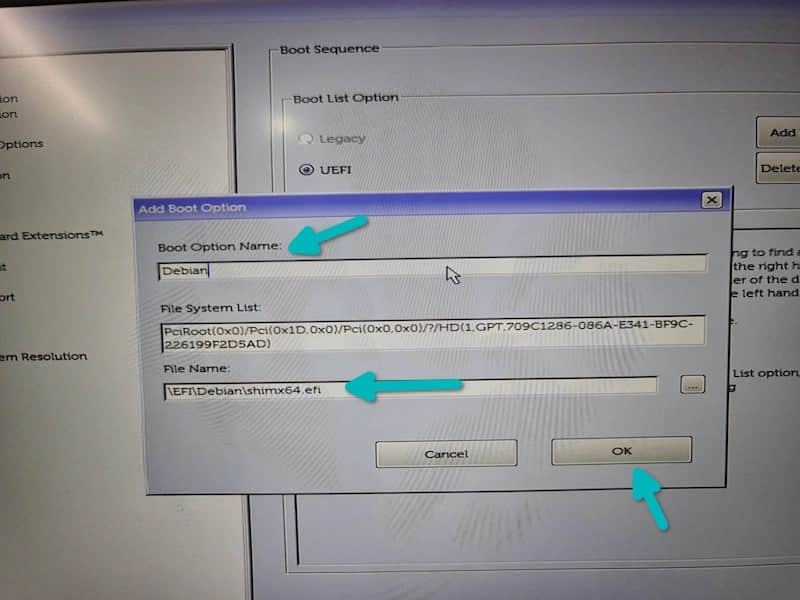 Boot Sequence
Boot List Option
Legacy
UEFI
Add
Delete
ion
ion
Options
on
ard Extensions™
t
ort
em Resolution
Add Boot Option
Boot Option Name:
Debian
File System List:
PciRoot(0x0)/Pci(0x1D,0x0)/Pci(0x0,0x0)/?/HD(1,GPT,709C1286-086A-E341-BF9C-
226199F2D5AD)
File Name:
\EFI\Debian\shimx64.efi
...
Cancel
OK
ng to find a
the right ha
er of the d
e left hand
e.
List option,
g